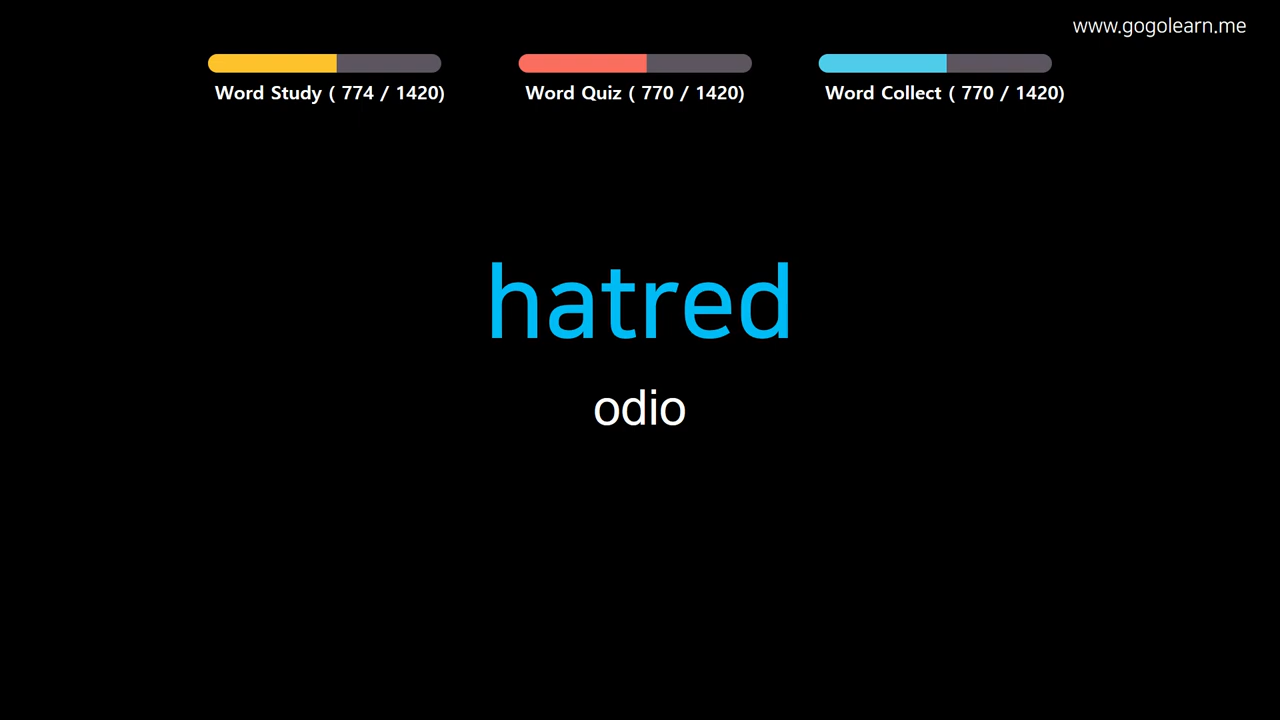 www.gogolearn.me
Word Study ( 774 / 1420)
Word Quiz ( 770 / 1420)
Word Collect ( 770 / 1420)
hatred
odio